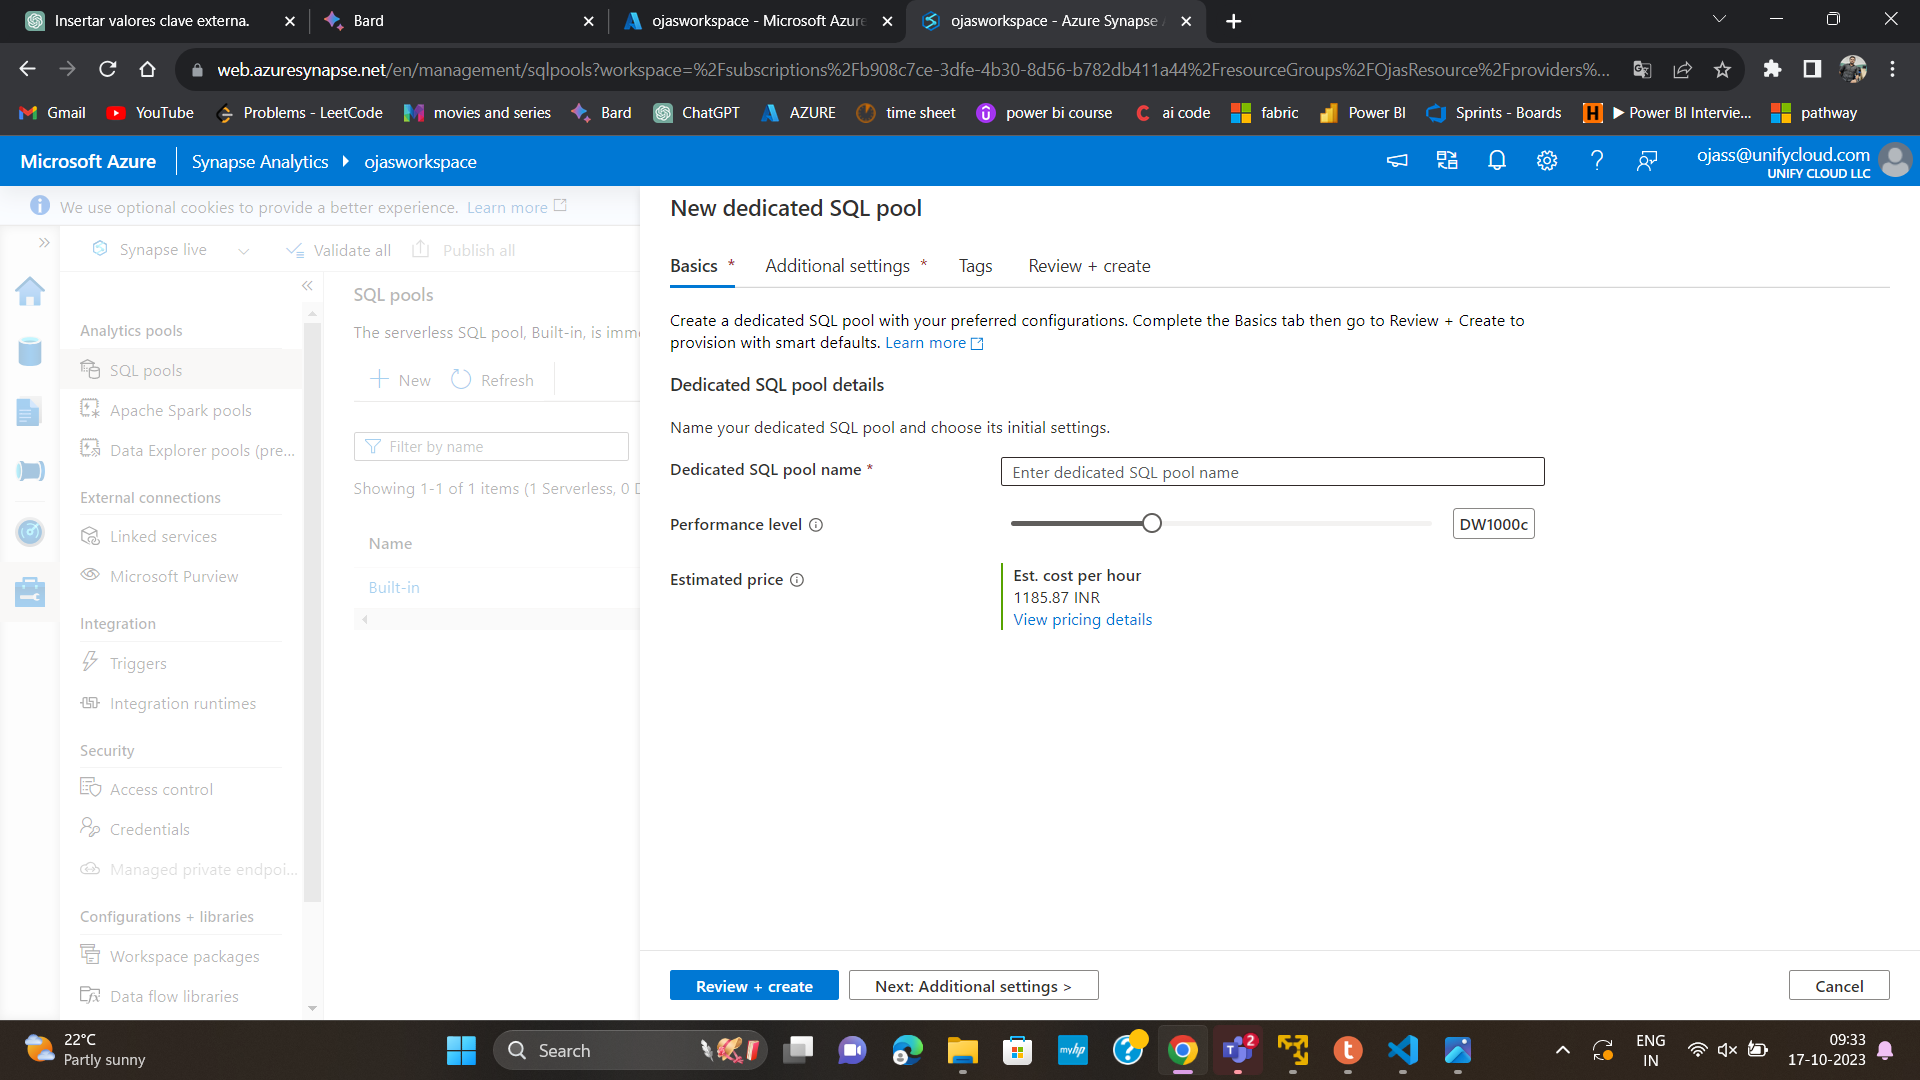 Insertar valores clave externa.
Bard
ojasworkspace - Microsoft Azure
ojasworkspace - Azure Synapse
web.azuresynapse.net/en/management/sqlpools?workspace=%2Fsubscriptions%2Fb908c7ce-3dfe-4b30-8d56-b782db411a44%2FresourceGroups%2FOjasResource%2Fproviders%...
Gmail YouTube Problems - LeetCode movies and series Bard ChatGPT AZURE time sheet power bi course ai code fabric Power BI Sprints - Boards ▶ Power BI Intervie... pathway
Microsoft Azure Synapse Analytics ojasworkspace
ojass@unifycloud.com
UNIFY CLOUD LLC
We use optional cookies to provide a better experience. Learn more
Synapse live Validate all Publish all
Analytics pools
SQL pools
Apache Spark pools
Data Explorer pools (pre...
External connections
Linked services
Microsoft Purview
Integration
Triggers
Integration runtimes
Security
Access control
Credentials
Managed private endpoi...
Configurations + libraries
Workspace packages
Data flow libraries
SQL pools
The serverless SQL pool, Built-in, is imm
New Refresh
Filter by name
Showing 1-1 of 1 items (1 Serverless, 0 D
Name
Built-in
New dedicated SQL pool
Basics * Additional settings * Tags Review + create
Create a dedicated SQL pool with your preferred configurations. Complete the Basics tab then go to Review + Create to
provision with smart defaults. Learn more
Dedicated SQL pool details
Name your dedicated SQL pool and choose its initial settings.
Dedicated SQL pool name * Enter dedicated SQL pool name
Performance level DW1000c
Estimated price
Est. cost per hour
1185.87 INR
View pricing details
Review + create Next: Additional settings > Cancel
22°C
Partly sunny
Search
myhp
2
ENG
IN
09:33
17-10-2023